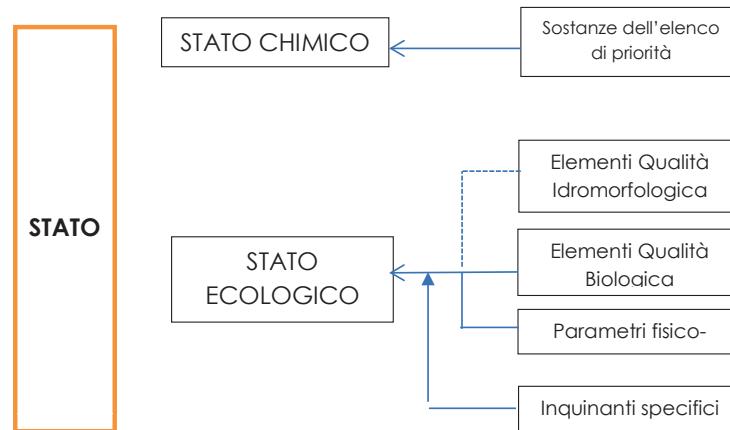 STATO
STATO CHIMICO
Sostanze dell’elenco
di priorità
STATO
ECOLOGICO
Elementi Qualità
Idromorfologica
Elementi Qualità
Biologica
Parametri fisico-
Inquinanti specifici